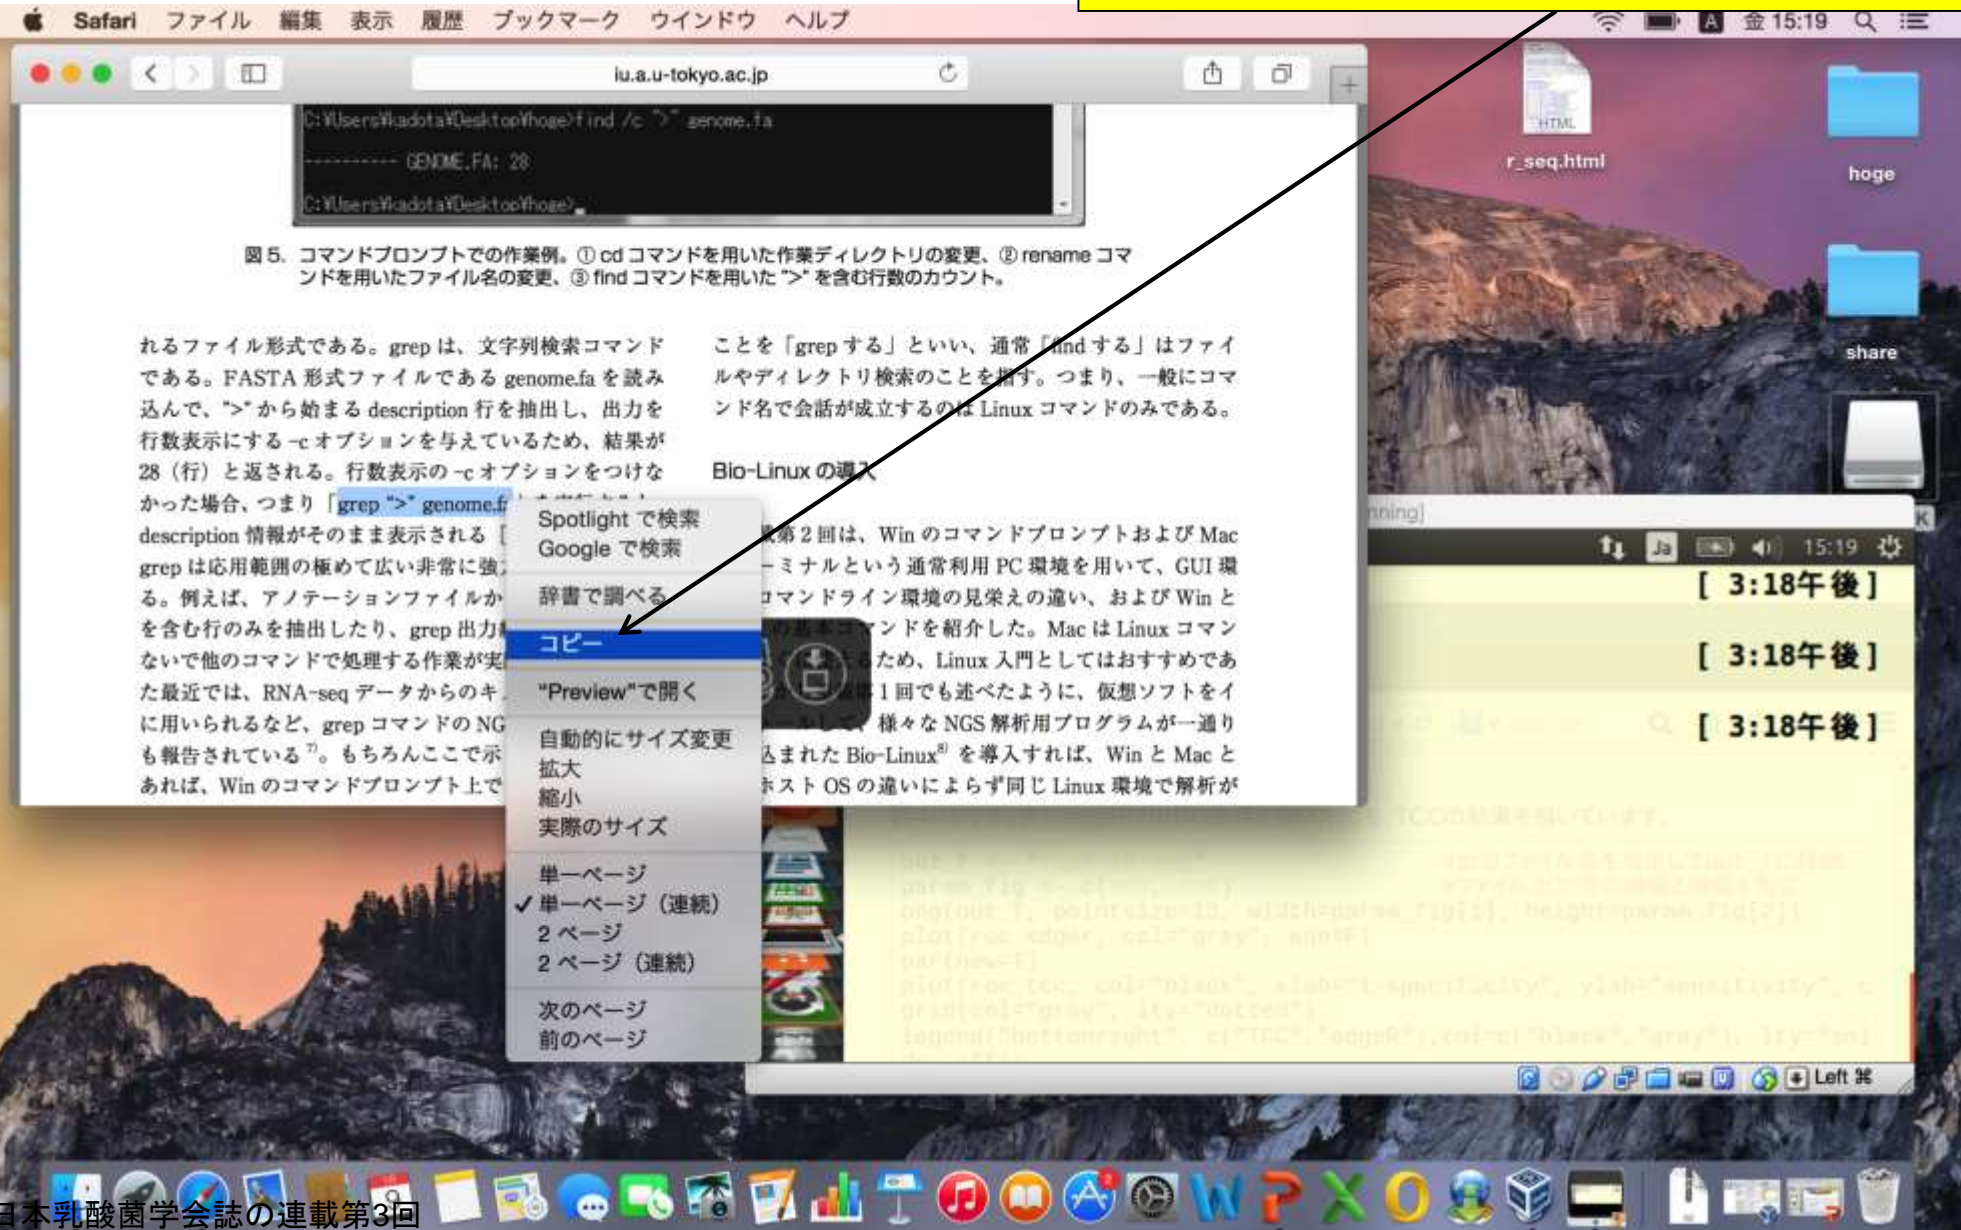 Safari ファイル 編集 表示 履歴 ブックマーク ウインドウ ヘルプ
A 金 15:19
iu.a.u-tokyo.ac.jp
C:¥Users¥kadota¥Desktop¥hoge>find /c ">" genome.fa
---------- GENOME.FA: 28
C:¥Users¥kadota¥Desktop¥hoge>
図 5. コマンドプロンプトでの作業例。① cd コマンドを用いた作業ディレクトリの変更、② rename コマ
ンドを用いたファイル名の変更、③ find コマンドを用いた ">" を含む行数のカウント。
れるファイル形式である。grep は、文字列検索コマンド
である。FASTA 形式ファイルである genome.fa を読み
込んで、">" から始まる description 行を抽出し、出力を
行数表示にする -c オプションを与えているため、結果が
28（行）と返される。行数表示の -c オプションをつけな
かった場合、つまり「grep ">" genome.fa
description 情報がそのまま表示される［
grep は応用範囲の極めて広い非常に強
る。例えば、アノテーションファイルか
を含む行のみを抽出したり、grep 出力
ないで他のコマンドで処理する作業が実
た最近では、RNA-seq データからのキ
に用いられるなど、grep コマンドの NG
も報告されている 7)。もちろんここで示
あれば、Win のコマンドプロンプト上で
ことを「grep する」といい、通常「find する」はファイ
ルやディレクトリ検索のことを指す。つまり、一般にコマ
ンド名で会話が成立するのは Linux コマンドのみである。
Bio-Linux の導入
第 2 回は、Win のコマンドプロンプトおよび Mac
ーミナルという通常利用 PC 環境を用いて、GUI 環
コマンドライン環境の見栄えの違い、および Win と
の基本コマンドを紹介した。Mac は Linux コマン
ため、Linux 入門としてはおすすめであ
第 1 回でも述べたように、仮想ソフトをイ
ールして、様々な NGS 解析用プログラムが一通り
込まれた Bio-Linux8) を導入すれば、Win と Mac と
ホスト OS の違いによらず同じ Linux 環境で解析が
Spotlight で検索
Google で検索
辞書で調べる
コピー
"Preview"で開く
自動的にサイズ変更
拡大
縮小
実際のサイズ
単一ページ
✓ 単一ページ（連続）
2 ページ
2 ページ（連続）
次のページ
前のページ
HTML
r_seq.html
hoge
share
nning]
Ja 15:19
[ 3:18午後]
[ 3:18午後]
[ 3:18午後]
TCCの結果を描いています。
png(out_f, pointsize=13, width=param_fig[1], height=param_fig[2])
Left ⌘
日本乳酸菌学会誌の連載第3回